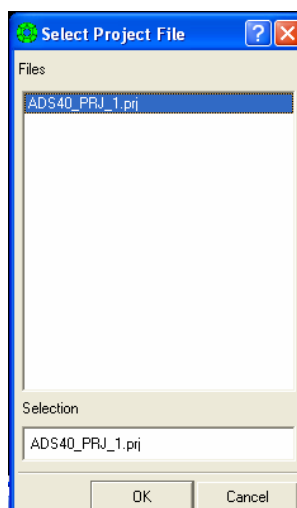 Select Project File
Files
ADS40_PRJ_1.prj
Selection
ADS40_PRJ_1.prj
OK Cancel